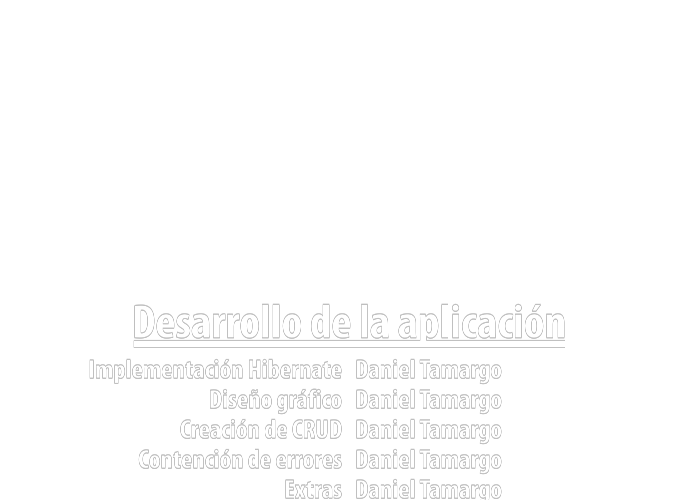 Desarrollo de la aplicación
Implementación Hibernate Daniel Tamargo
Diseño gráfico Daniel Tamargo
Creación de CRUD Daniel Tamargo
Contención de errores Daniel Tamargo
Extras Daniel Tamargo